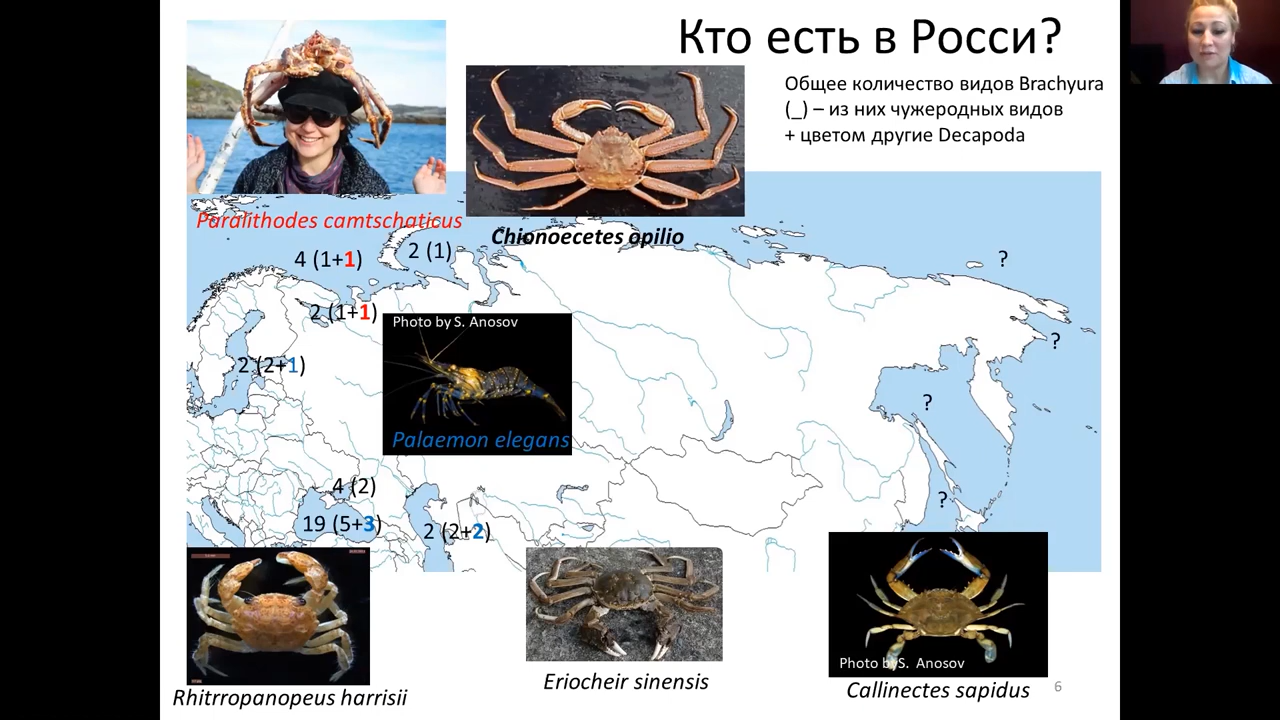 Кто есть в Росси?
Общее количество видов Brachyura
(_) – из них чужеродных видов
+ цветом другие Decapoda
Paralithodes camtschaticus
Chionoecetes opilio
4 (1+1)
2 (1)
?
2 (1+1)
Photo by S. Anosov
?
2 (2+1)
?
Palaemon elegans
4 (2)
?
19 (5+3)
2 (2+2)
Photo by S. Anosov
Rhitrropanopeus harrisii
Eriocheir sinensis
Callinectes sapidus
6